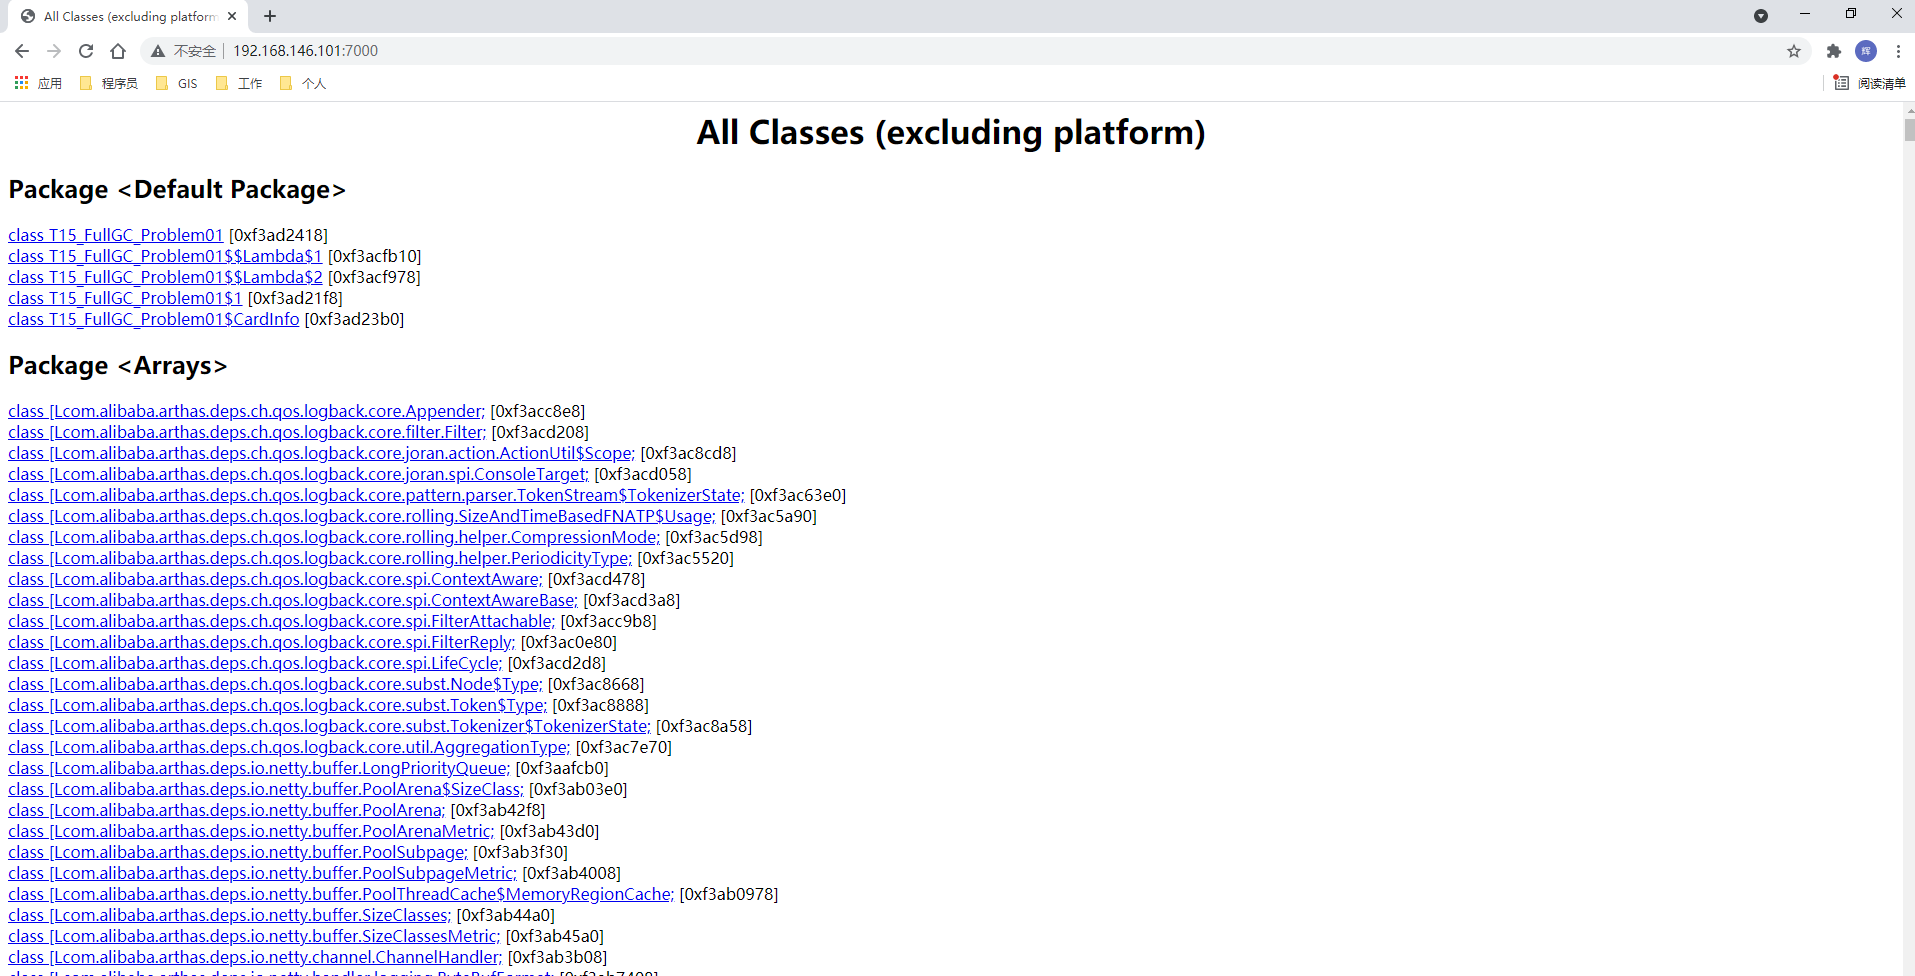 All Classes (excluding platform
不安全 192.168.146.101:7000
辉
应用 程序员 GIS 工作 个人 阅读清单
All Classes (excluding platform)
Package <Default Package>
class T15_FullGC_Problem01 [0xf3ad2418]
class T15_FullGC_Problem01$$Lambda$1 [0xf3acfb10]
class T15_FullGC_Problem01$$Lambda$2 [0xf3acf978]
class T15_FullGC_Problem01$1 [0xf3ad21f8]
class T15_FullGC_Problem01$CardInfo [0xf3ad23b0]
Package <Arrays>
class [Lcom.alibaba.arthas.deps.ch.qos.logback.core.Appender; [0xf3acc8e8]
class [Lcom.alibaba.arthas.deps.ch.qos.logback.core.filter.Filter; [0xf3acd208]
class [Lcom.alibaba.arthas.deps.ch.qos.logback.core.joran.action.ActionUtil$Scope; [0xf3ac8cd8]
class [Lcom.alibaba.arthas.deps.ch.qos.logback.core.joran.spi.ConsoleTarget; [0xf3acd058]
class [Lcom.alibaba.arthas.deps.ch.qos.logback.core.pattern.parser.TokenStream$TokenizerState; [0xf3ac63e0]
class [Lcom.alibaba.arthas.deps.ch.qos.logback.core.rolling.SizeAndTimeBasedFNATP$Usage; [0xf3ac5a90]
class [Lcom.alibaba.arthas.deps.ch.qos.logback.core.rolling.helper.CompressionMode; [0xf3ac5d98]
class [Lcom.alibaba.arthas.deps.ch.qos.logback.core.rolling.helper.PeriodicityType; [0xf3ac5520]
class [Lcom.alibaba.arthas.deps.ch.qos.logback.core.spi.ContextAware; [0xf3acd478]
class [Lcom.alibaba.arthas.deps.ch.qos.logback.core.spi.ContextAwareBase; [0xf3acd3a8]
class [Lcom.alibaba.arthas.deps.ch.qos.logback.core.spi.FilterAttachable; [0xf3acc9b8]
class [Lcom.alibaba.arthas.deps.ch.qos.logback.core.spi.FilterReply; [0xf3ac0e80]
class [Lcom.alibaba.arthas.deps.ch.qos.logback.core.spi.LifeCycle; [0xf3acd2d8]
class [Lcom.alibaba.arthas.deps.ch.qos.logback.core.subst.Node$Type; [0xf3ac8668]
class [Lcom.alibaba.arthas.deps.ch.qos.logback.core.subst.Token$Type; [0xf3ac8888]
class [Lcom.alibaba.arthas.deps.ch.qos.logback.core.subst.Tokenizer$TokenizerState; [0xf3ac8a58]
class [Lcom.alibaba.arthas.deps.ch.qos.logback.core.util.AggregationType; [0xf3ac7e70]
class [Lcom.alibaba.arthas.deps.io.netty.buffer.LongPriorityQueue; [0xf3aafcb0]
class [Lcom.alibaba.arthas.deps.io.netty.buffer.PoolArena$SizeClass; [0xf3ab03e0]
class [Lcom.alibaba.arthas.deps.io.netty.buffer.PoolArena; [0xf3ab42f8]
class [Lcom.alibaba.arthas.deps.io.netty.buffer.PoolArenaMetric; [0xf3ab43d0]
class [Lcom.alibaba.arthas.deps.io.netty.buffer.PoolSubpage; [0xf3ab3f30]
class [Lcom.alibaba.arthas.deps.io.netty.buffer.PoolSubpageMetric; [0xf3ab4008]
class [Lcom.alibaba.arthas.deps.io.netty.buffer.PoolThreadCache$MemoryRegionCache; [0xf3ab0978]
class [Lcom.alibaba.arthas.deps.io.netty.buffer.SizeClasses; [0xf3ab44a0]
class [Lcom.alibaba.arthas.deps.io.netty.buffer.SizeClassesMetric; [0xf3ab45a0]
class [Lcom.alibaba.arthas.deps.io.netty.channel.ChannelHandler; [0xf3ab3b08]
class [Lcom.alibaba.arthas.deps.io.netty.handler.logging.ByteBufFormat; [0xf3ab7408]